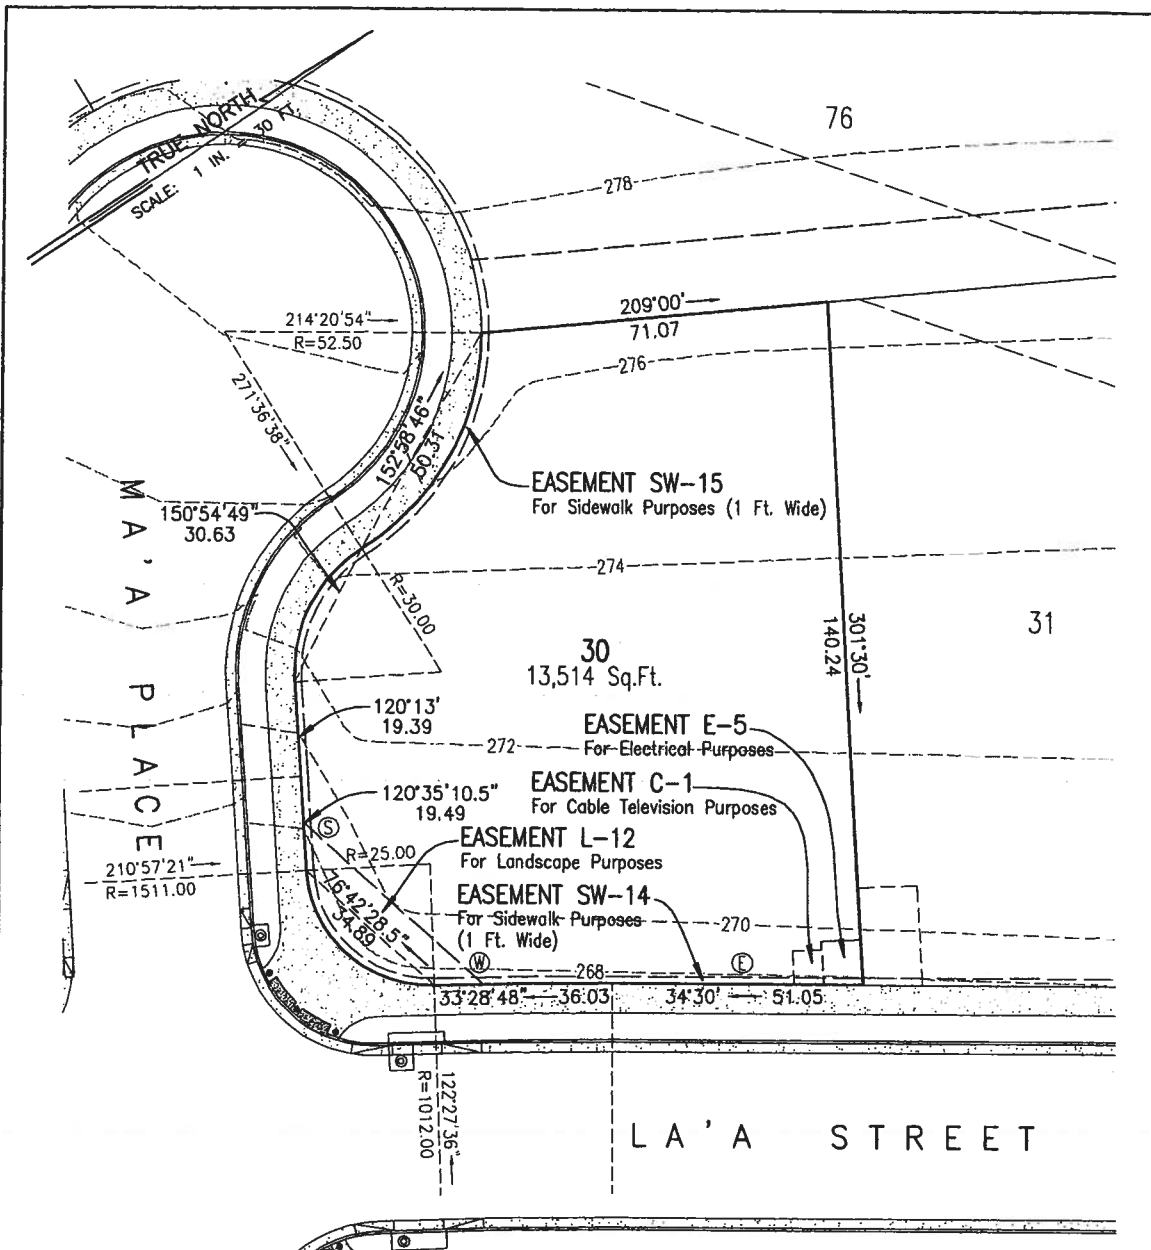 TRUE NORTH
SCALE: 1 IN. = 30 FT.
76
278
209°00'
71.07
214°20'54"
R=52.50
276
271°36'38"
152°58'46"
50.31
EASEMENT SW-15
For Sidewalk Purposes (1 Ft. Wide)
MA'A PLACE
150°54'49"
30.63
274
R=30.00
30
13,514 Sq.Ft.
301°30'
140.24
31
120°13'
19.39
EASEMENT E-5
For Electrical Purposes
272
EASEMENT C-1
For Cable Television Purposes
120°35'10.5"
19.49
S
EASEMENT L-12
For Landscape Purposes
R=25.00
210°57'21"
R=1511.00
76°42'28.5"
34.89
EASEMENT SW-14
For Sidewalk Purposes
(1 Ft. Wide)
270
W
E
268
33°28'48" 36.03
34°30' 51.05
122°27'36"
R=1012.00
LA'A STREET